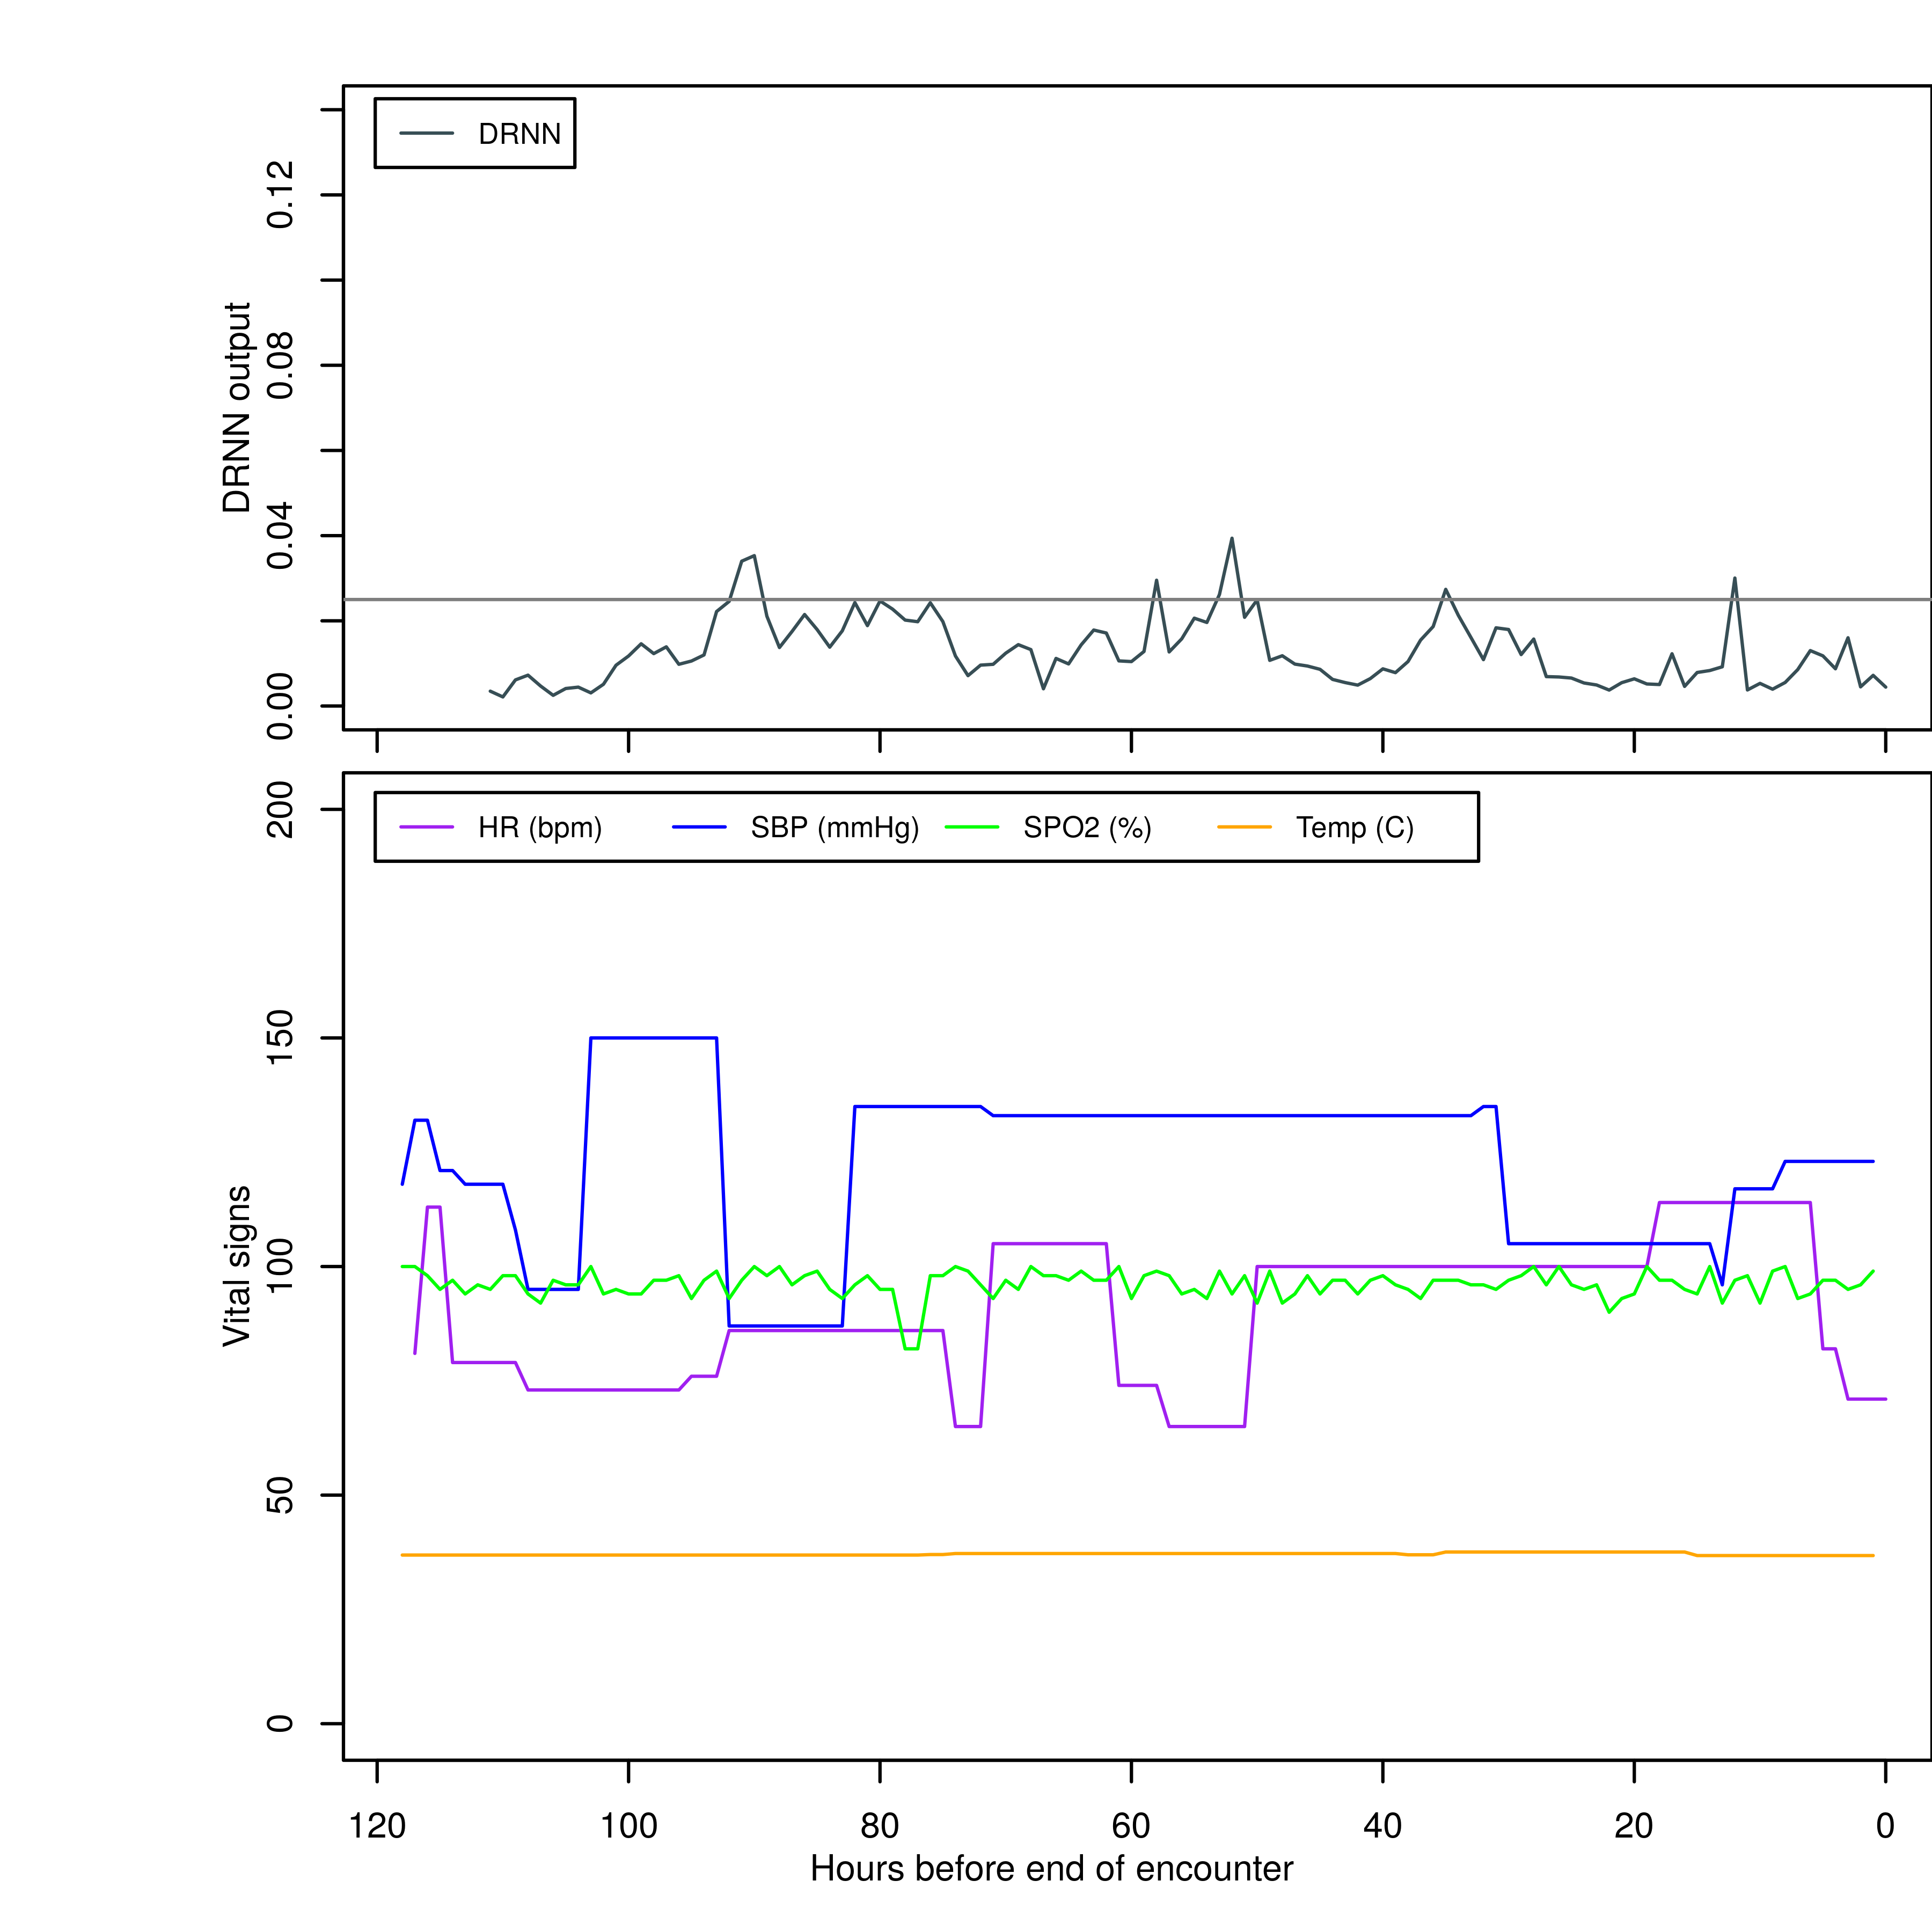 DRNN
0.12
0.08
0.04
0.00
DRNN output
HR (bpm) SBP (mmHg) SPO2 (%) Temp (C)
200
150
100
50
0
Vital signs
120 100 80 60 40 20 0
Hours before end of encounter